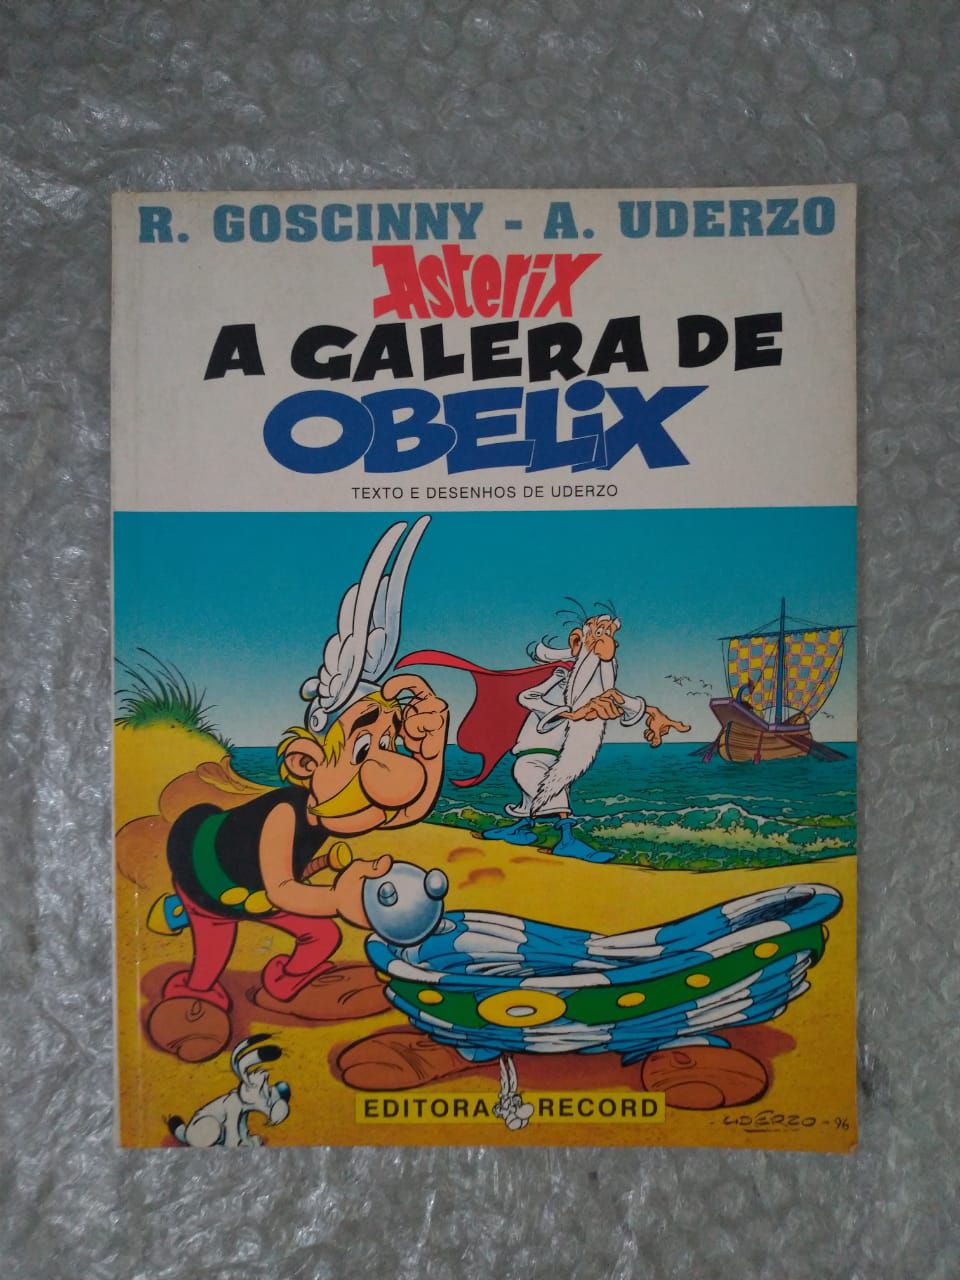 R. GOSCINNY - A. UDERZO
Asterix
A GALERA DE
OBELiX
TEXTO E DESENHOS DE UDERZO
EDITORA RECORD
- UDERZO - 96